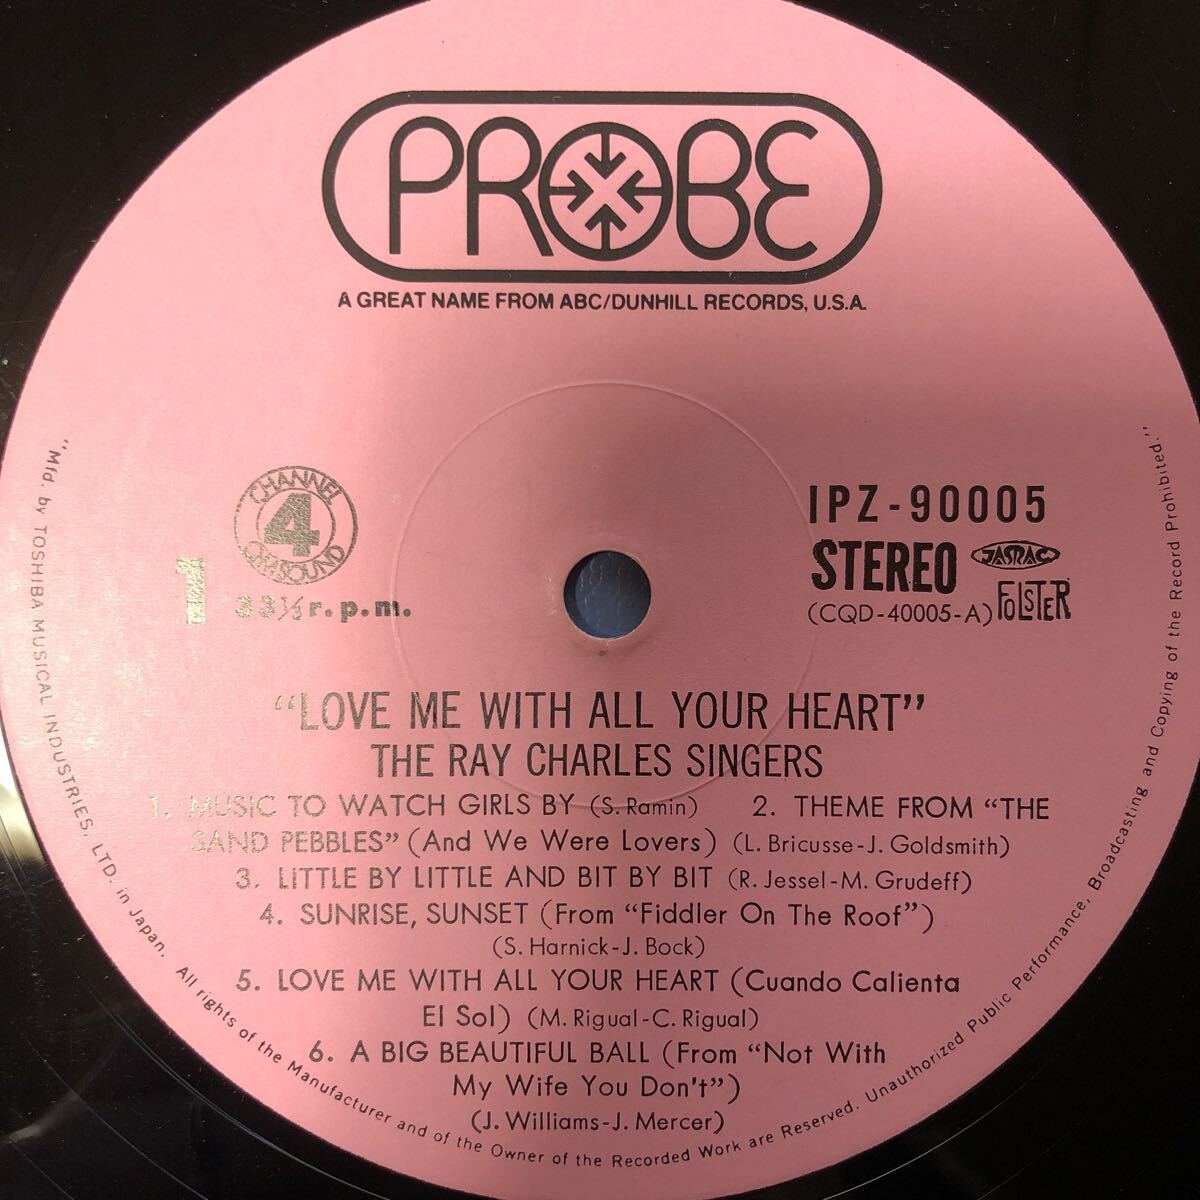 PROBE
A GREAT NAME FROM ABC/DUNHILL RECORDS, U.S.A.
CHANNEL
4
QM SOUND
1
33⅓ r.p.m.
IPZ-90005
STEREO
JASRAC
(CQD-40005-A)
FOLSTER
"LOVE ME WITH ALL YOUR HEART"
THE RAY CHARLES SINGERS
1. MUSIC TO WATCH GIRLS BY (S. Ramin) 2. THEME FROM "THE
SAND PEBBLES" (And We Were Lovers) (L. Bricusse-J. Goldsmith)
3. LITTLE BY LITTLE AND BIT BY BIT (R. Jessel-M. Grudeff)
4. SUNRISE, SUNSET (From "Fiddler On The Roof")
(S. Harnick-J. Bock)
5. LOVE ME WITH ALL YOUR HEART (Cuando Calienta
El Sol) (M. Rigual-C. Rigual)
6. A BIG BEAUTIFUL BALL (From "Not With
My Wife You Don't")
(J. Williams-J. Mercer)
"Mfd. by TOSHIBA MUSICAL INDUSTRIES, LTD. in Japan. All rights of the Manufacturer and of the Owner of the Recorded Work are Reserved. Unauthorized Public Performance, Broadcasting and Copying of the Record Prohibited."